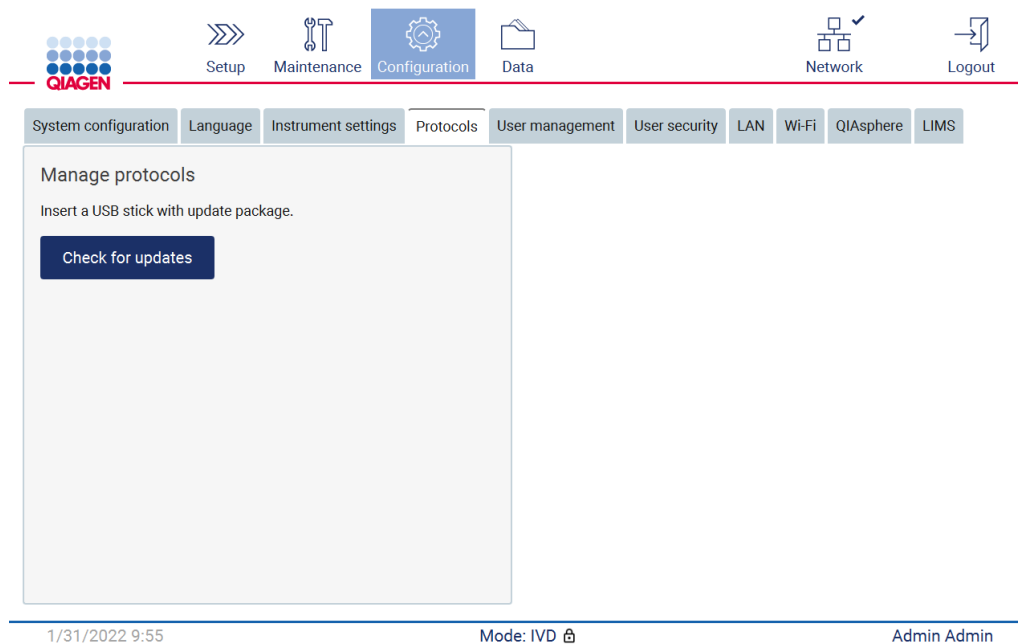 QIAGEN
Setup Maintenance Configuration Data Network Logout
System configuration Language Instrument settings Protocols User management User security LAN Wi-Fi QIAsphere LIMS
Manage protocols
Insert a USB stick with update package.
Check for updates
1/31/2022 9:55 Mode: IVD Admin Admin